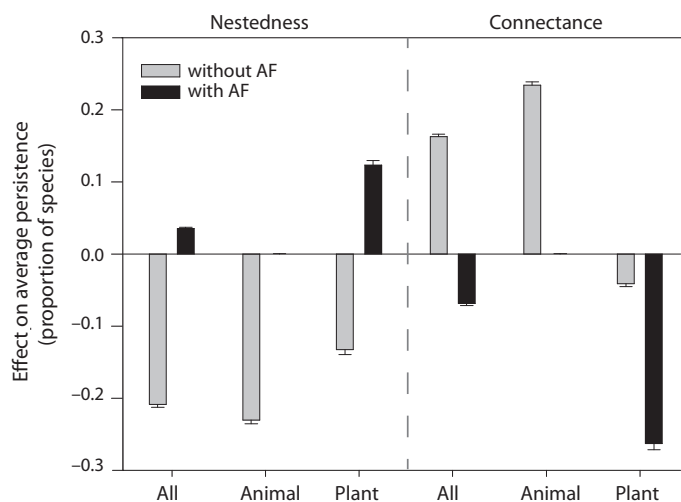 Nestedness Connectance
without AF
with AF
Effect on average persistence
(proportion of species)
0.3
0.2
0.1
0.0
−0.1
−0.2
−0.3
All Animal Plant All Animal Plant